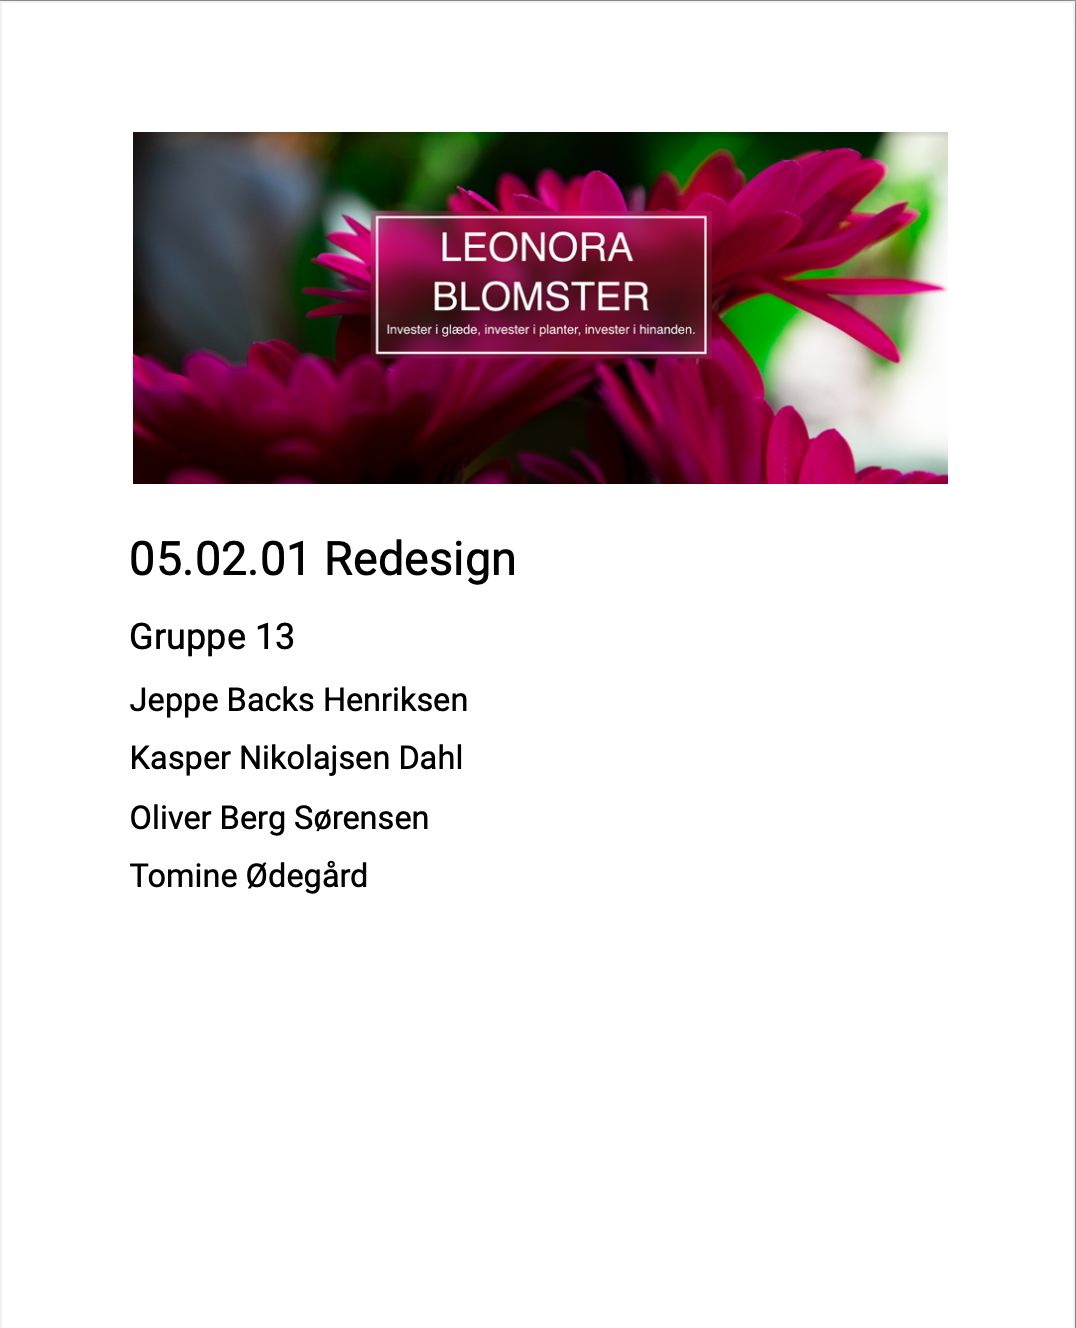 LEONORA
BLOMSTER
Invester i glæde, invester i planter, invester i hinanden.
05.02.01 Redesign
Gruppe 13
Jeppe Backs Henriksen
Kasper Nikolajsen Dahl
Oliver Berg Sørensen
Tomine Ødegård